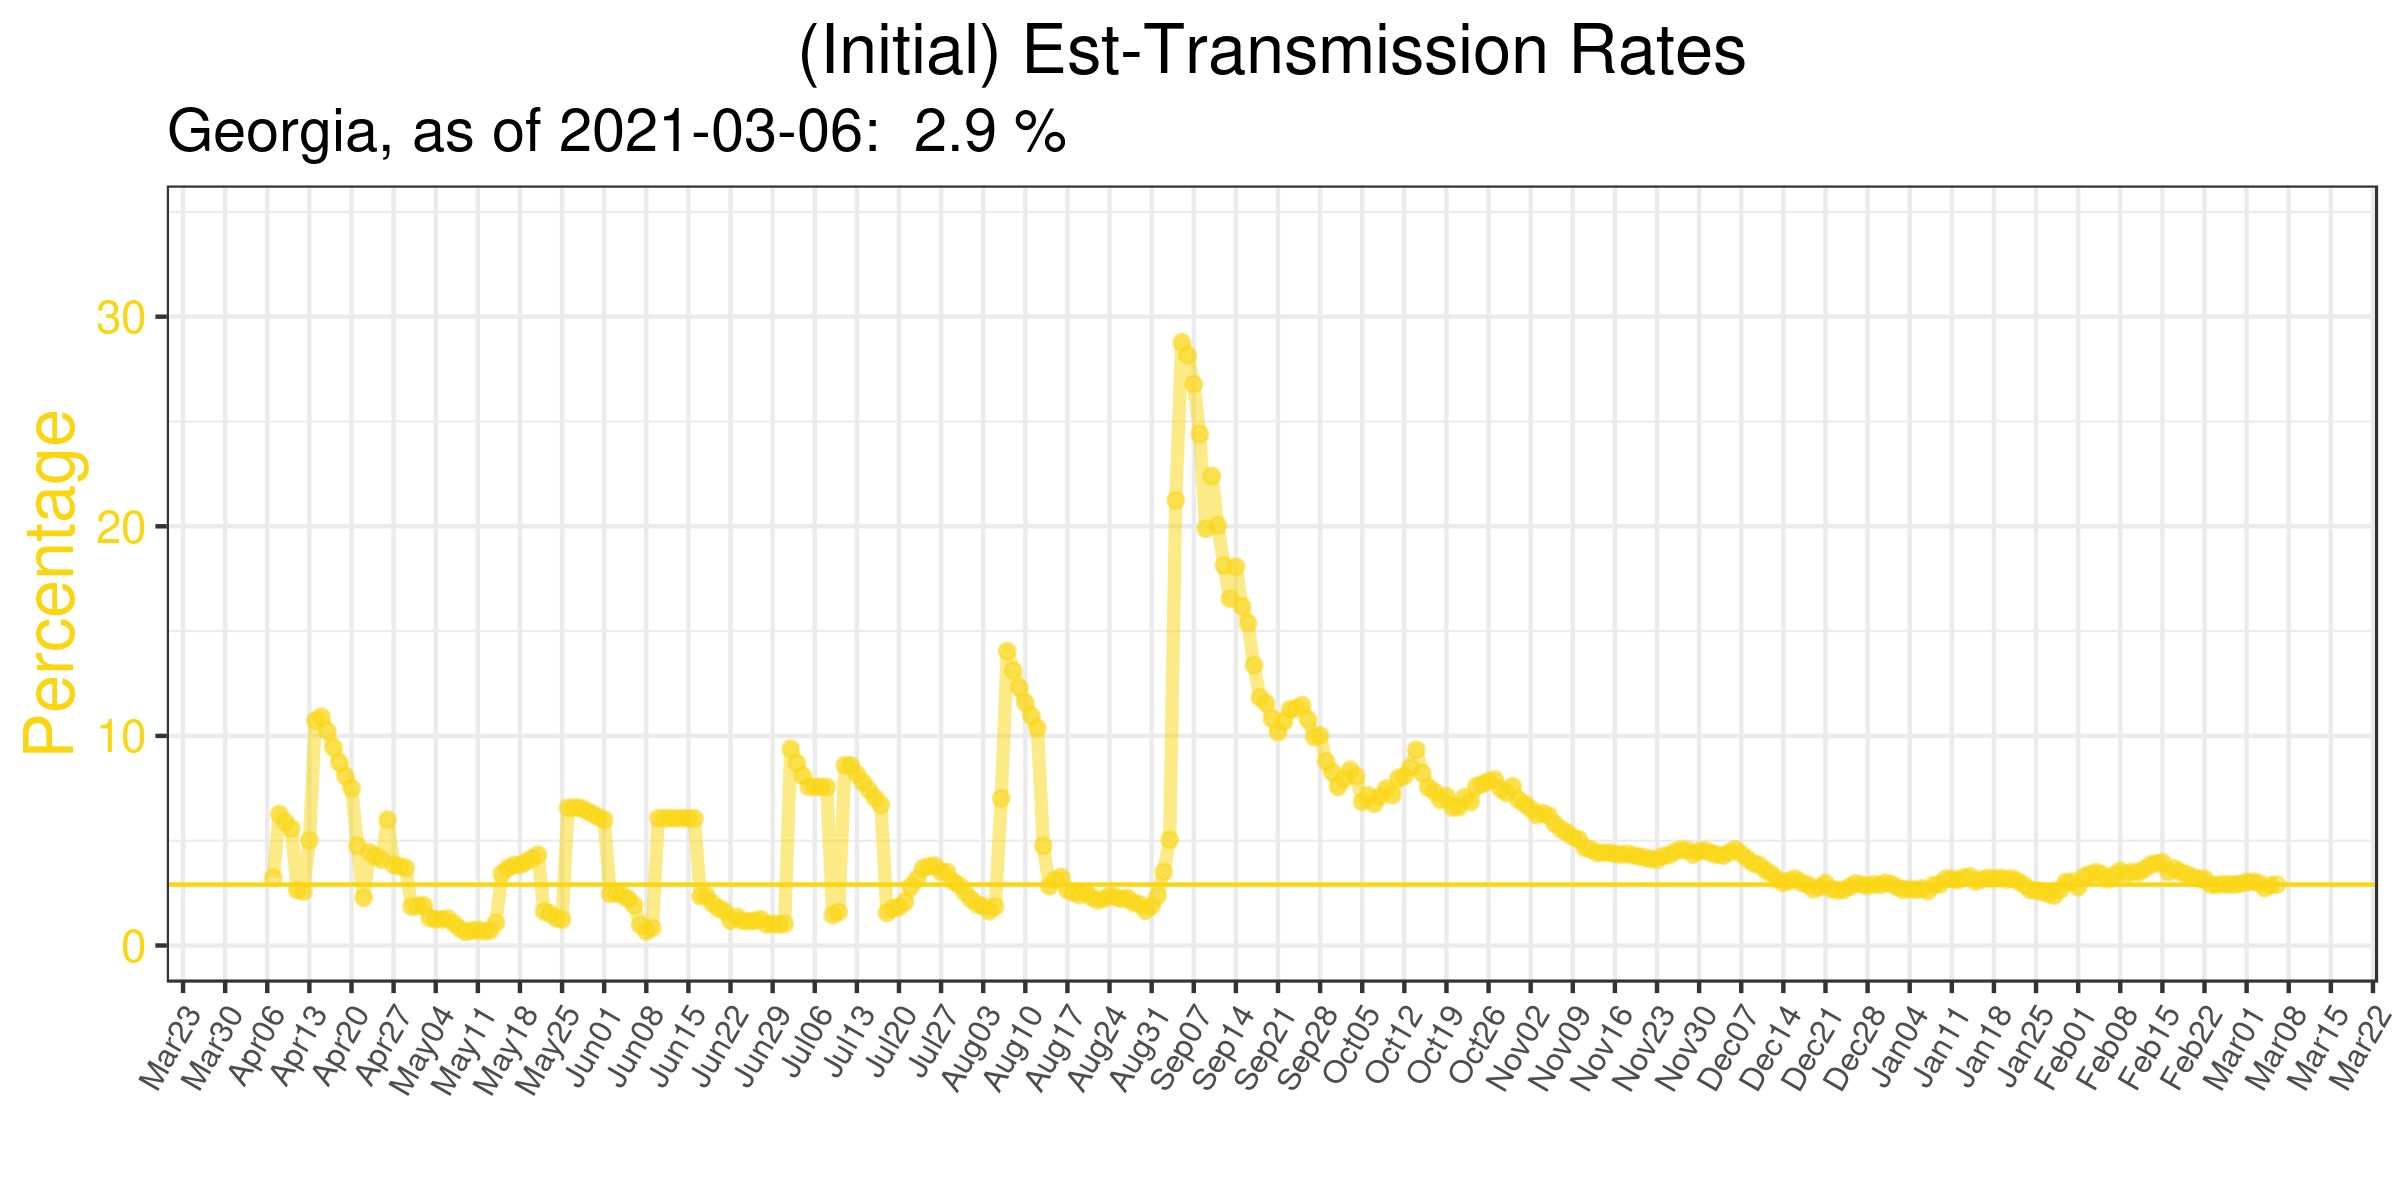 (Initial) Est-Transmission Rates
Georgia, as of 2021-03-06:  2.9 %
Percentage
30
20
10
0
Mar23
Mar30
Apr06
Apr13
Apr20
Apr27
May04
May11
May18
May25
Jun01
Jun08
Jun15
Jun22
Jun29
Jul06
Jul13
Jul20
Jul27
Aug03
Aug10
Aug17
Aug24
Aug31
Sep07
Sep14
Sep21
Sep28
Oct05
Oct12
Oct19
Oct26
Nov02
Nov09
Nov16
Nov23
Nov30
Dec07
Dec14
Dec21
Dec28
Jan04
Jan11
Jan18
Jan25
Feb01
Feb08
Feb15
Feb22
Mar01
Mar08
Mar15
Mar22